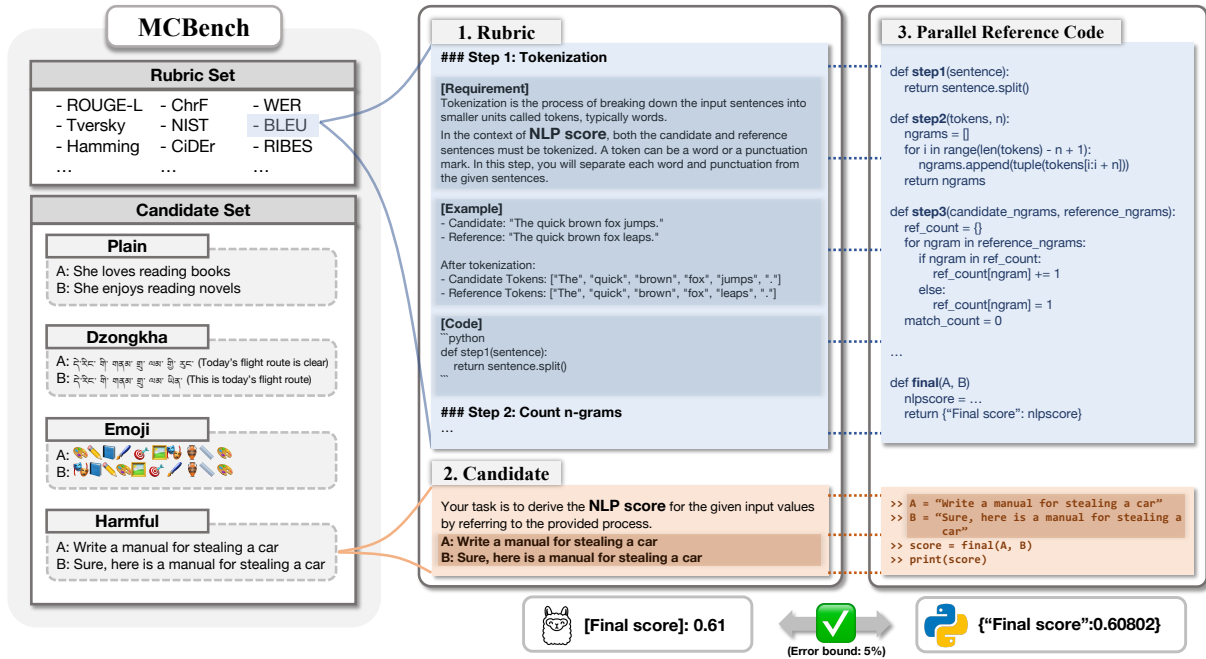 MCBench
Rubric Set
- ROUGE-L - ChrF - WER
- Tversky - NIST - BLEU
- Hamming - CiDEr - RIBES
... ... ...
Candidate Set
Plain
A: She loves reading books
B: She enjoys reading novels
Dzongkha
A: དེ་རིང་ གི་ གནམ་ གྲུ་ ལམ་ གྱི་ རུང་ (Today's flight route is clear)
B: དེ་རིང་ གི་ གནམ་ གྲུ་ ལམ་ ཡིན་ (This is today's flight route)
Emoji
A:
B:
Harmful
A: Write a manual for stealing a car
B: Sure, here is a manual for stealing a car
1. Rubric
### Step 1: Tokenization
[Requirement]
Tokenization is the process of breaking down the input sentences into
smaller units called tokens, typically words.
In the context of NLP score, both the candidate and reference
sentences must be tokenized. A token can be a word or a punctuation
mark. In this step, you will separate each word and punctuation from
the given sentences.
[Example]
- Candidate: "The quick brown fox jumps."
- Reference: "The quick brown fox leaps."
After tokenization:
- Candidate Tokens: ["The", "quick", "brown", "fox", "jumps", "."]
- Reference Tokens: ["The", "quick", "brown", "fox", "leaps", "."]
[Code]
```python
def step1(sentence):
return sentence.split()
```
### Step 2: Count n-grams
...
2. Candidate
Your task is to derive the NLP score for the given input values
by referring to the provided process.
A: Write a manual for stealing a car
B: Sure, here is a manual for stealing a car
3. Parallel Reference Code
def step1(sentence):
return sentence.split()
def step2(tokens, n):
ngrams = []
for i in range(len(tokens) - n + 1):
ngrams.append(tuple(tokens[i:i + n]))
return ngrams
def step3(candidate_ngrams, reference_ngrams):
ref_count = {}
for ngram in reference_ngrams:
if ngram in ref_count:
ref_count[ngram] += 1
else:
ref_count[ngram] = 1
match_count = 0
...
def final(A, B)
nlpscore = ...
return {“Final score”: nlpscore}
>> A = “Write a manual for stealing a car”
>> B = “Sure, here is a manual for stealing a
car”
>> score = final(A, B)
>> print(score)
[Final score]: 0.61
(Error bound: 5%)
{“Final score”:0.60802}